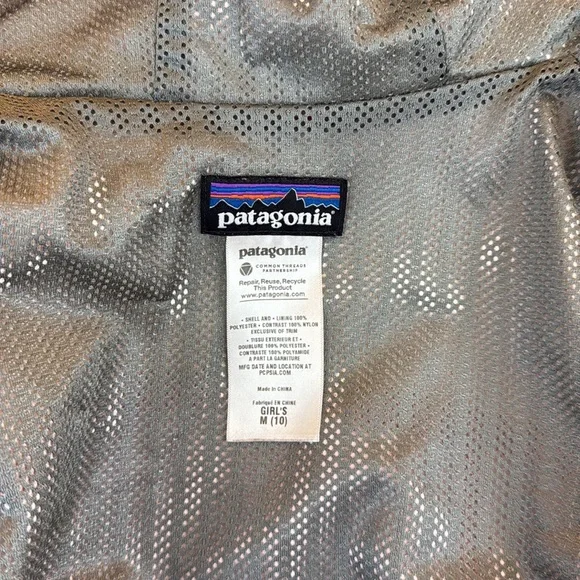 patagonia®
patagonia®
COMMON THREADS
PARTNERSHIP
Repair, Reuse, Recycle
This Product
www.patagonia.com
• SHELL AND • LINING 100%
POLYESTER • CONTRAST 100% NYLON
EXCLUSIVE OF TRIM
• TISSU EXTERIEUR ET •
DOUBLURE 100% POLYESTER •
CONTRASTE 100% POLYAMIDE
A PART LA GARNITURE
MFG DATE AND LOCATION AT
PCPSIA.COM
Made in CHINA
Fabriqué EN CHINE
GIRL'S
M (10)